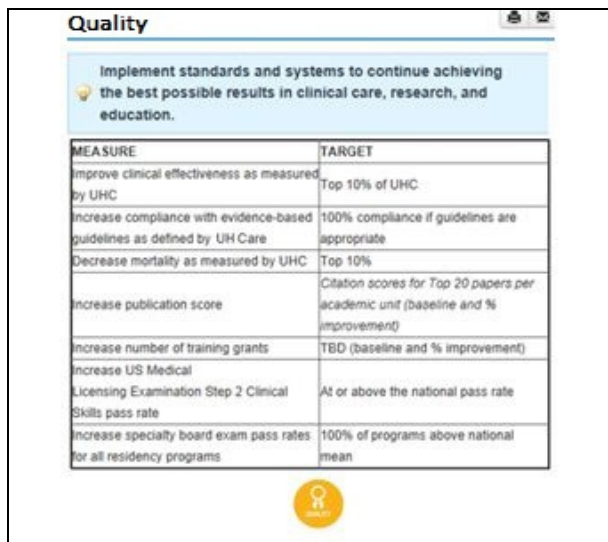 Quality
Implement standards and systems to continue achieving
the best possible results in clinical care, research, and
education.
MEASURE TARGET
Improve clinical effectiveness as measured
by UHC
Top 10% of UHC
Increase compliance with evidence-based
guidelines as defined by UH Care
100% compliance if guidelines are
appropriate
Decrease mortality as measured by UHC Top 10%
Increase publication score
Citation scores for Top 20 papers per
academic unit (baseline and %
improvement)
Increase number of training grants TBD (baseline and % improvement)
Increase US Medical
Licensing Examination Step 2 Clinical
Skills pass rate
At or above the national pass rate
Increase specialty board exam pass rates
for all residency programs
100% of programs above national
mean
QUALITY